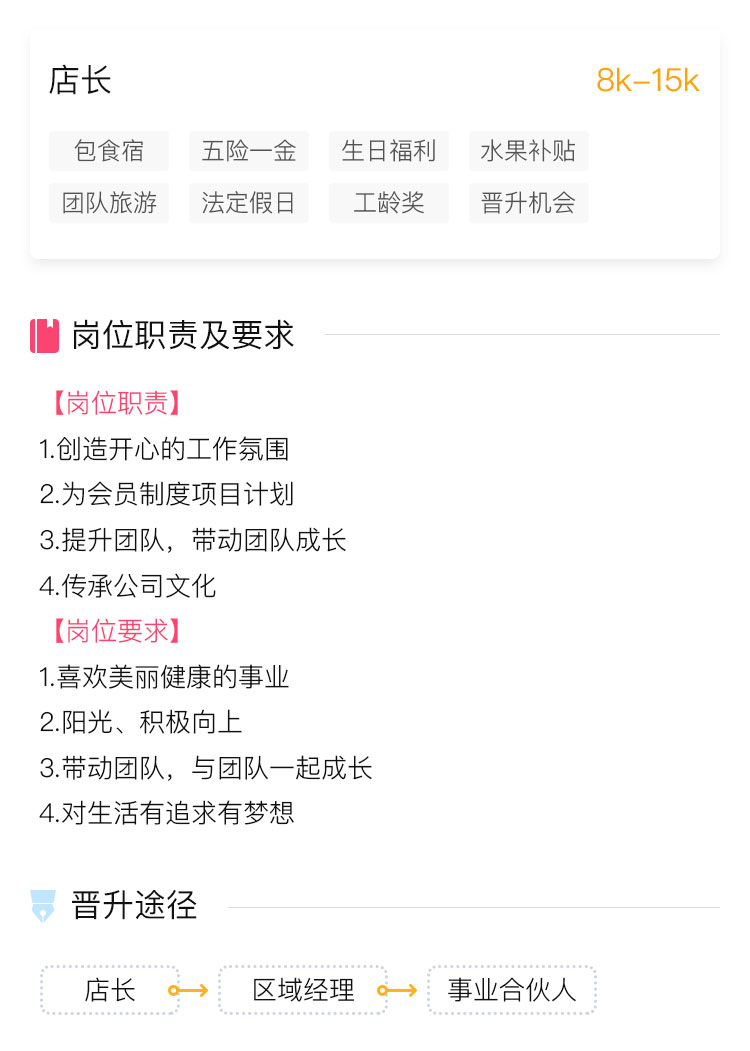 店长 8k–15k
包食宿 五险一金 生日福利 水果补贴
团队旅游 法定假日 工龄奖 晋升机会
岗位职责及要求
【岗位职责】
1.创造开心的工作氛围
2.为会员制度项目计划
3.提升团队，带动团队成长
4.传承公司文化
【岗位要求】
1.喜欢美丽健康的事业
2.阳光、积极向上
3.带动团队，与团队一起成长
4.对生活有追求有梦想
晋升途径
店长 区域经理 事业合伙人